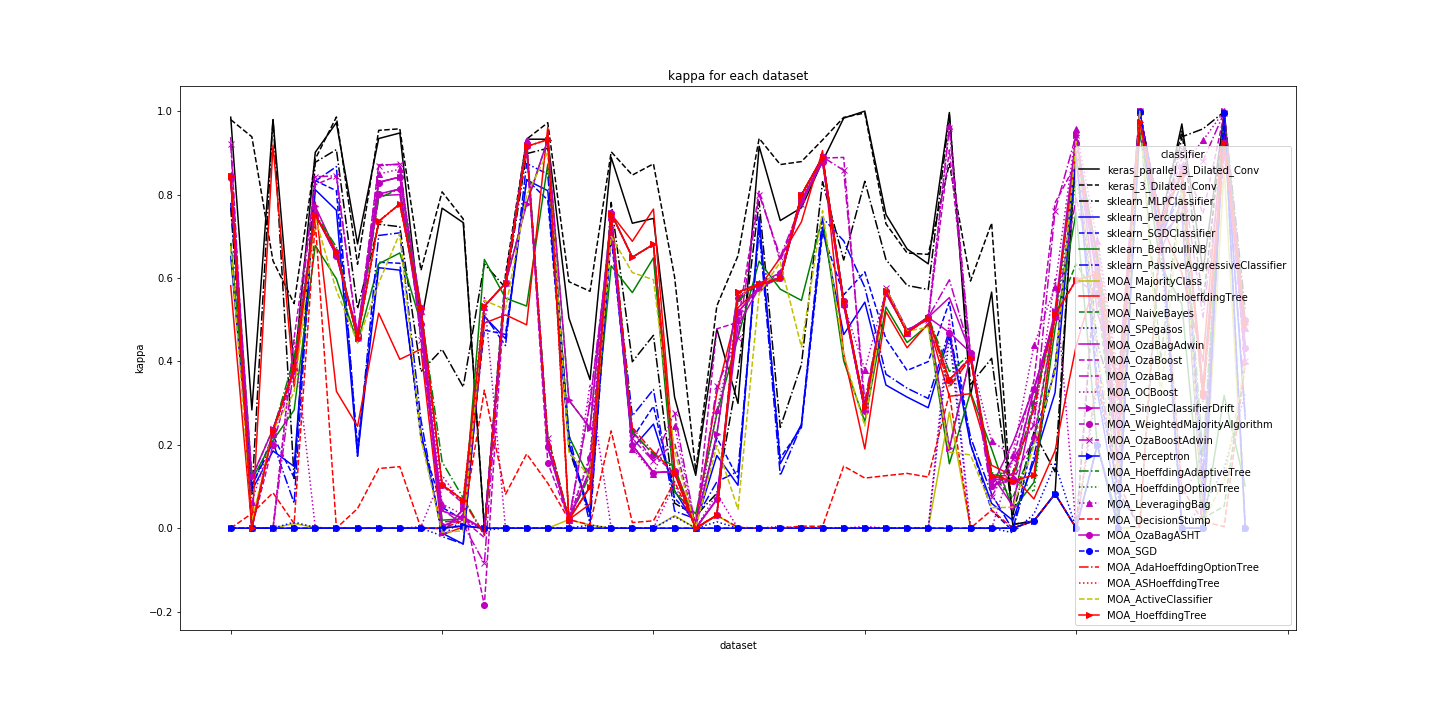 kappa for each dataset
1.0
0.8
0.6
0.4
0.2
0.0
−0.2
kappa
dataset
classifier
keras_parallel_3_Dilated_Conv
keras_3_Dilated_Conv
sklearn_MLPClassifier
sklearn_Perceptron
sklearn_SGDClassifier
sklearn_BernoulliNB
sklearn_PassiveAggressiveClassifier
MOA_MajorityClass
MOA_RandomHoeffdingTree
MOA_NaiveBayes
MOA_SPegasos
MOA_OzaBagAdwin
MOA_OzaBoost
MOA_OzaBag
MOA_OCBoost
MOA_SingleClassifierDrift
MOA_WeightedMajorityAlgorithm
MOA_OzaBoostAdwin
MOA_Perceptron
MOA_HoeffdingAdaptiveTree
MOA_HoeffdingOptionTree
MOA_LeveragingBag
MOA_DecisionStump
MOA_OzaBagASHT
MOA_SGD
MOA_AdaHoeffdingOptionTree
MOA_ASHoeffdingTree
MOA_ActiveClassifier
MOA_HoeffdingTree